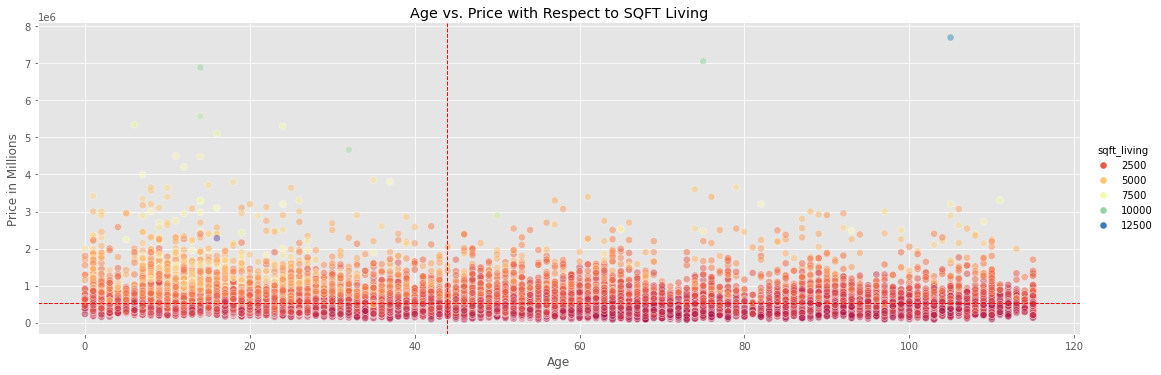 Age vs. Price with Respect to SQFT Living
1e6
8
7
6
5
4
3
2
1
0
Price in Millions
0 20 40 60 80 100 120
Age
sqft_living
2500
5000
7500
10000
12500